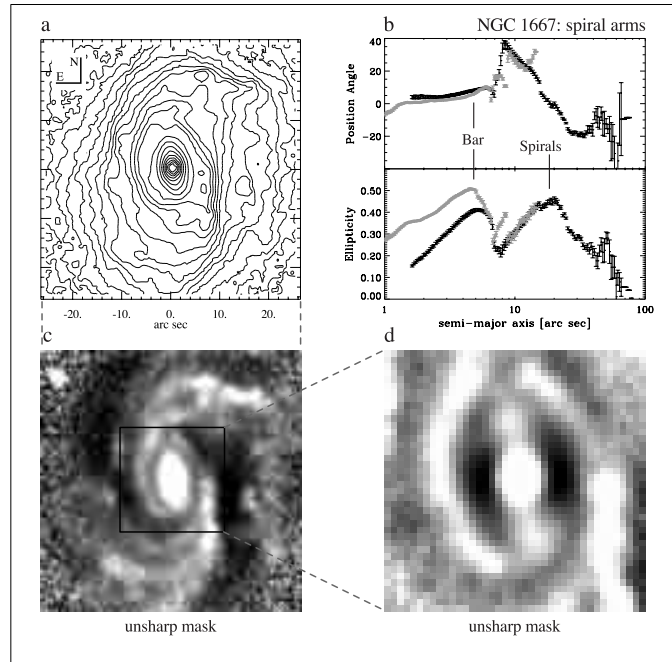 a
b
NGC 1667: spiral arms
N
E
-20.
-10.
0.
10.
20.
arc sec
40
20
0
-20
Position Angle
Bar
Spirals
0.50
0.40
0.30
0.20
0.10
0.00
Ellipticity
1
10
100
semi-major axis [arc sec]
c
d
unsharp mask
unsharp mask